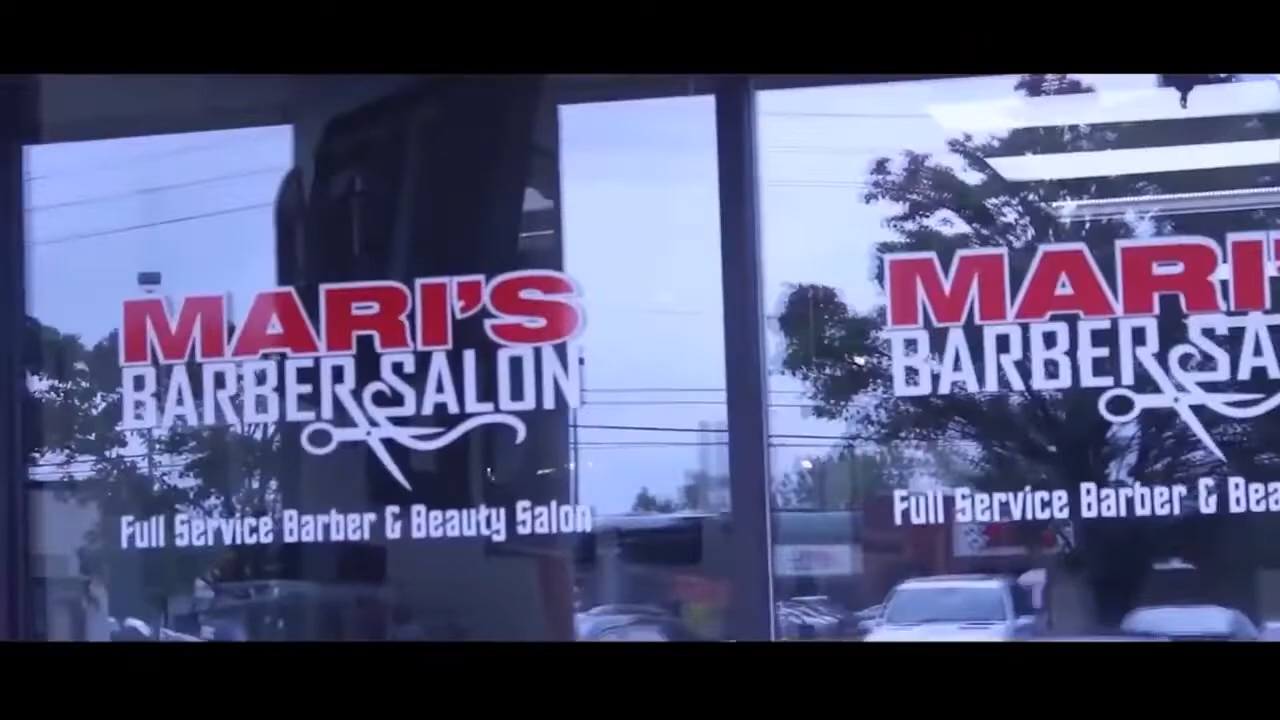 MARI'S
BARBER SALON
Full Service Barber & Beauty Salon
MARI'
BARBER SA
Full Service Barber & Bea